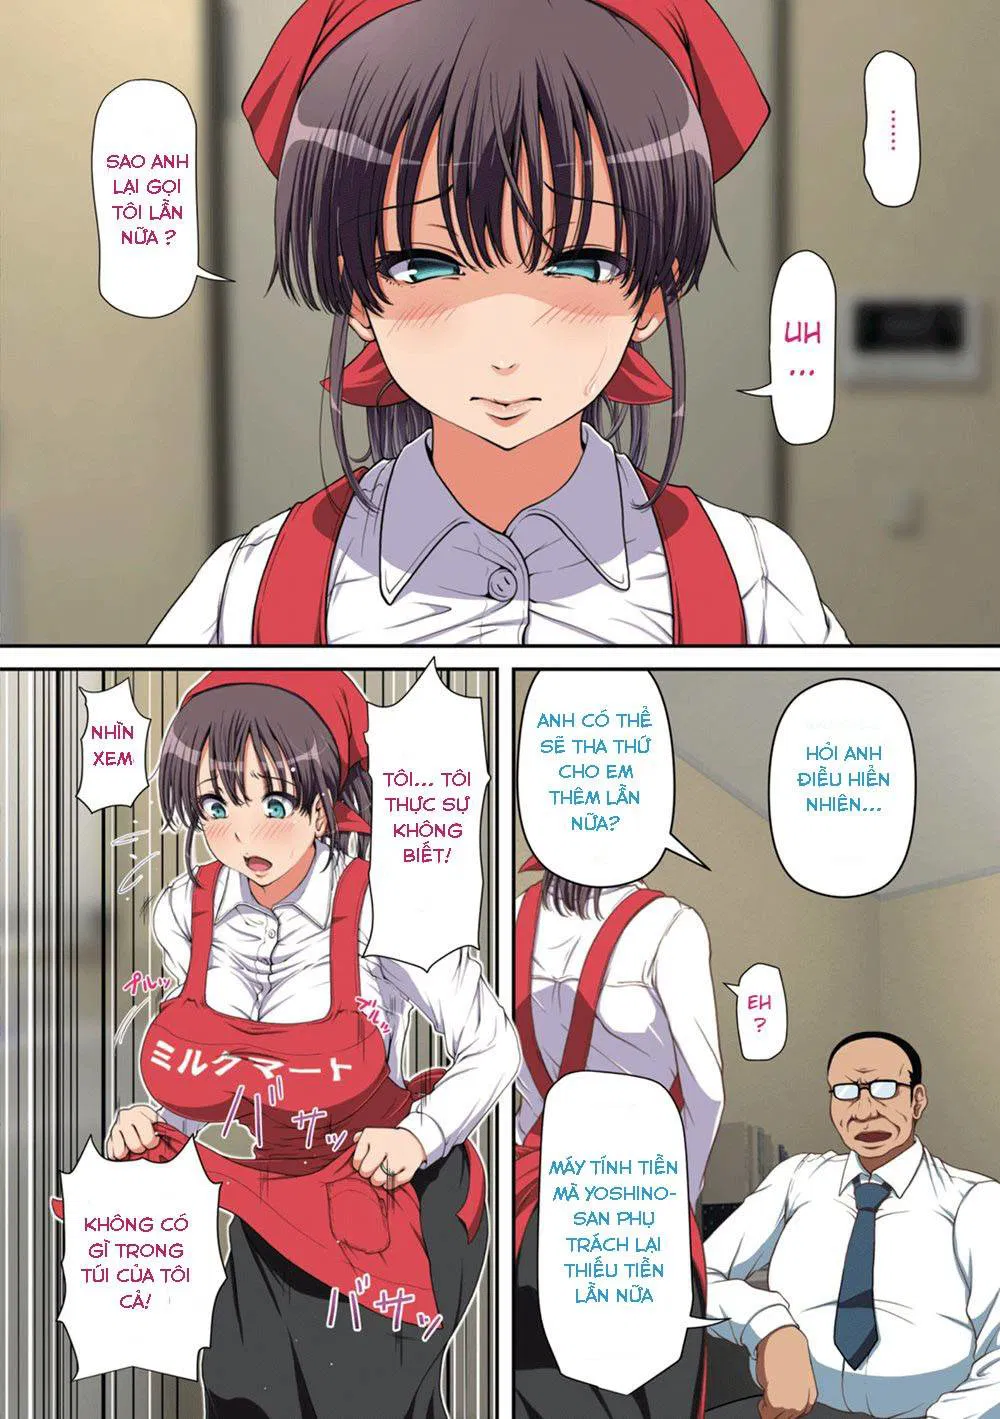 .......
SAO ANH
LẠI GỌI
TÔI LẦN
NỮA ?
UH
...
HỎI ANH
ĐIỀU HIỂN
NHIÊN...
ANH CÓ THỂ
SẼ THA THỨ
CHO EM
THÊM LẦN
NỮA?
EH
?
MÁY TÍNH TIỀN
MÀ YOSHINO-
SAN PHỤ
TRÁCH LẠI
THIẾU TIỀN
LẦN NỮA
TÔI... TÔI
THỰC SỰ
KHÔNG
BIẾT!
NHÌN
XEM
プルッ
ズルッ
ミルクマート
バサッ
バサッ
KHÔNG CÓ
GÌ TRONG
TÚI CỦA TÔI
CẢ!